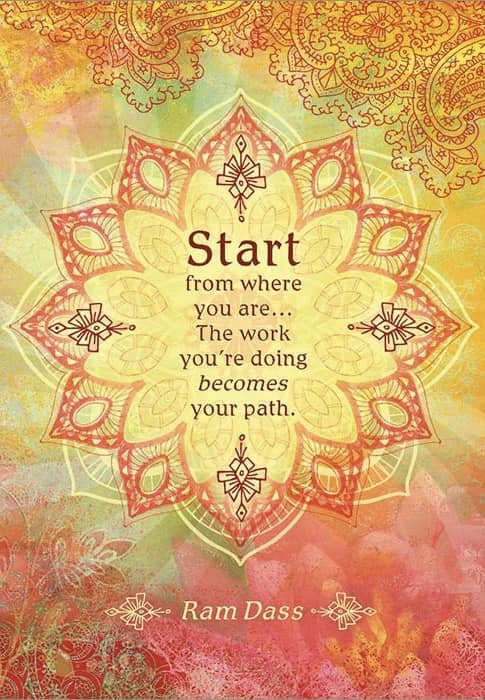 Start
from where
you are...
The work
you're doing
becomes
your path.
Ram Dass